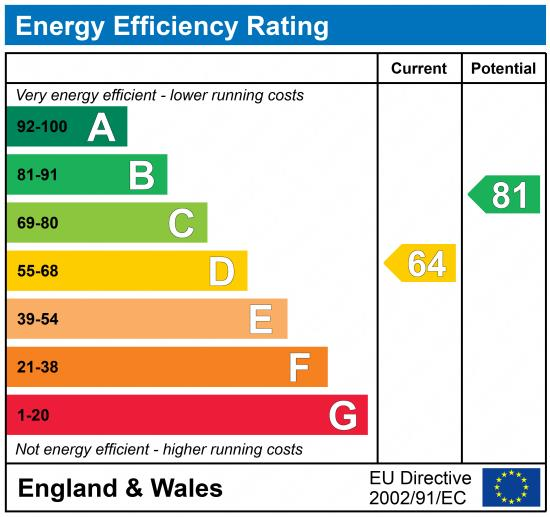 Energy Efficiency Rating
Current Potential
Very energy efficient - lower running costs
92-100 A
81-91 B
81
69-80 C
55-68 D
64
39-54 E
21-38 F
1-20 G
Not energy efficient - higher running costs
England & Wales
EU Directive
2002/91/EC